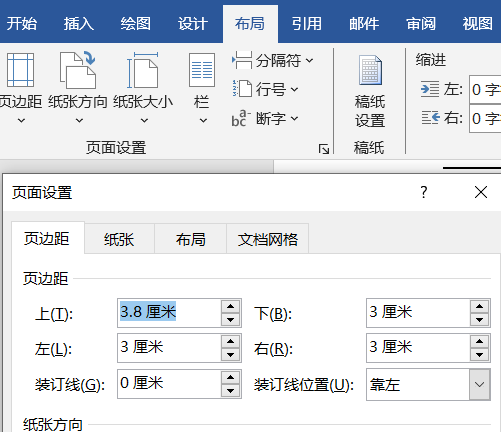 开始 插入 绘图 设计 布局 引用 邮件 审阅 视图
页边距 纸张方向 纸张大小 栏
分隔符
行号
断字
稿纸
设置
缩进
左: 0 字
右: 0 字
页面设置 稿纸
页面设置 ? ×
页边距 纸张 布局 文档网格
页边距
上(T): 3.8 厘米 下(B): 3 厘米
左(L): 3 厘米 右(R): 3 厘米
装订线(G): 0 厘米 装订线位置(U): 靠左
纸张方向